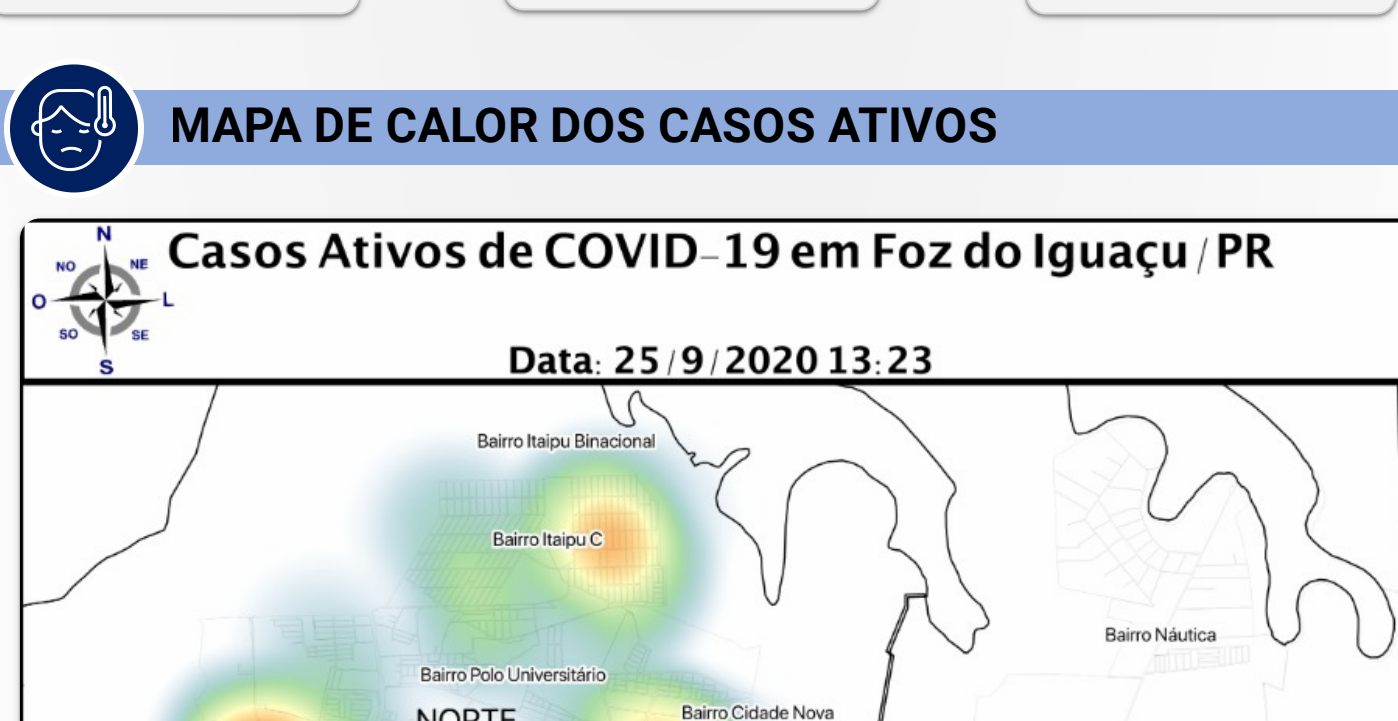 MAPA DE CALOR DOS CASOS ATIVOS
N
NO
NE
O
L
SO
SE
S
Casos Ativos de COVID-19 em Foz do Iguaçu / PR
Data: 25/9/2020 13:23
Bairro Itaipu Binacional
Bairro Itaipu C
Bairro Náutica
Bairro Polo Universitário
Bairro Cidade Nova
NORTE